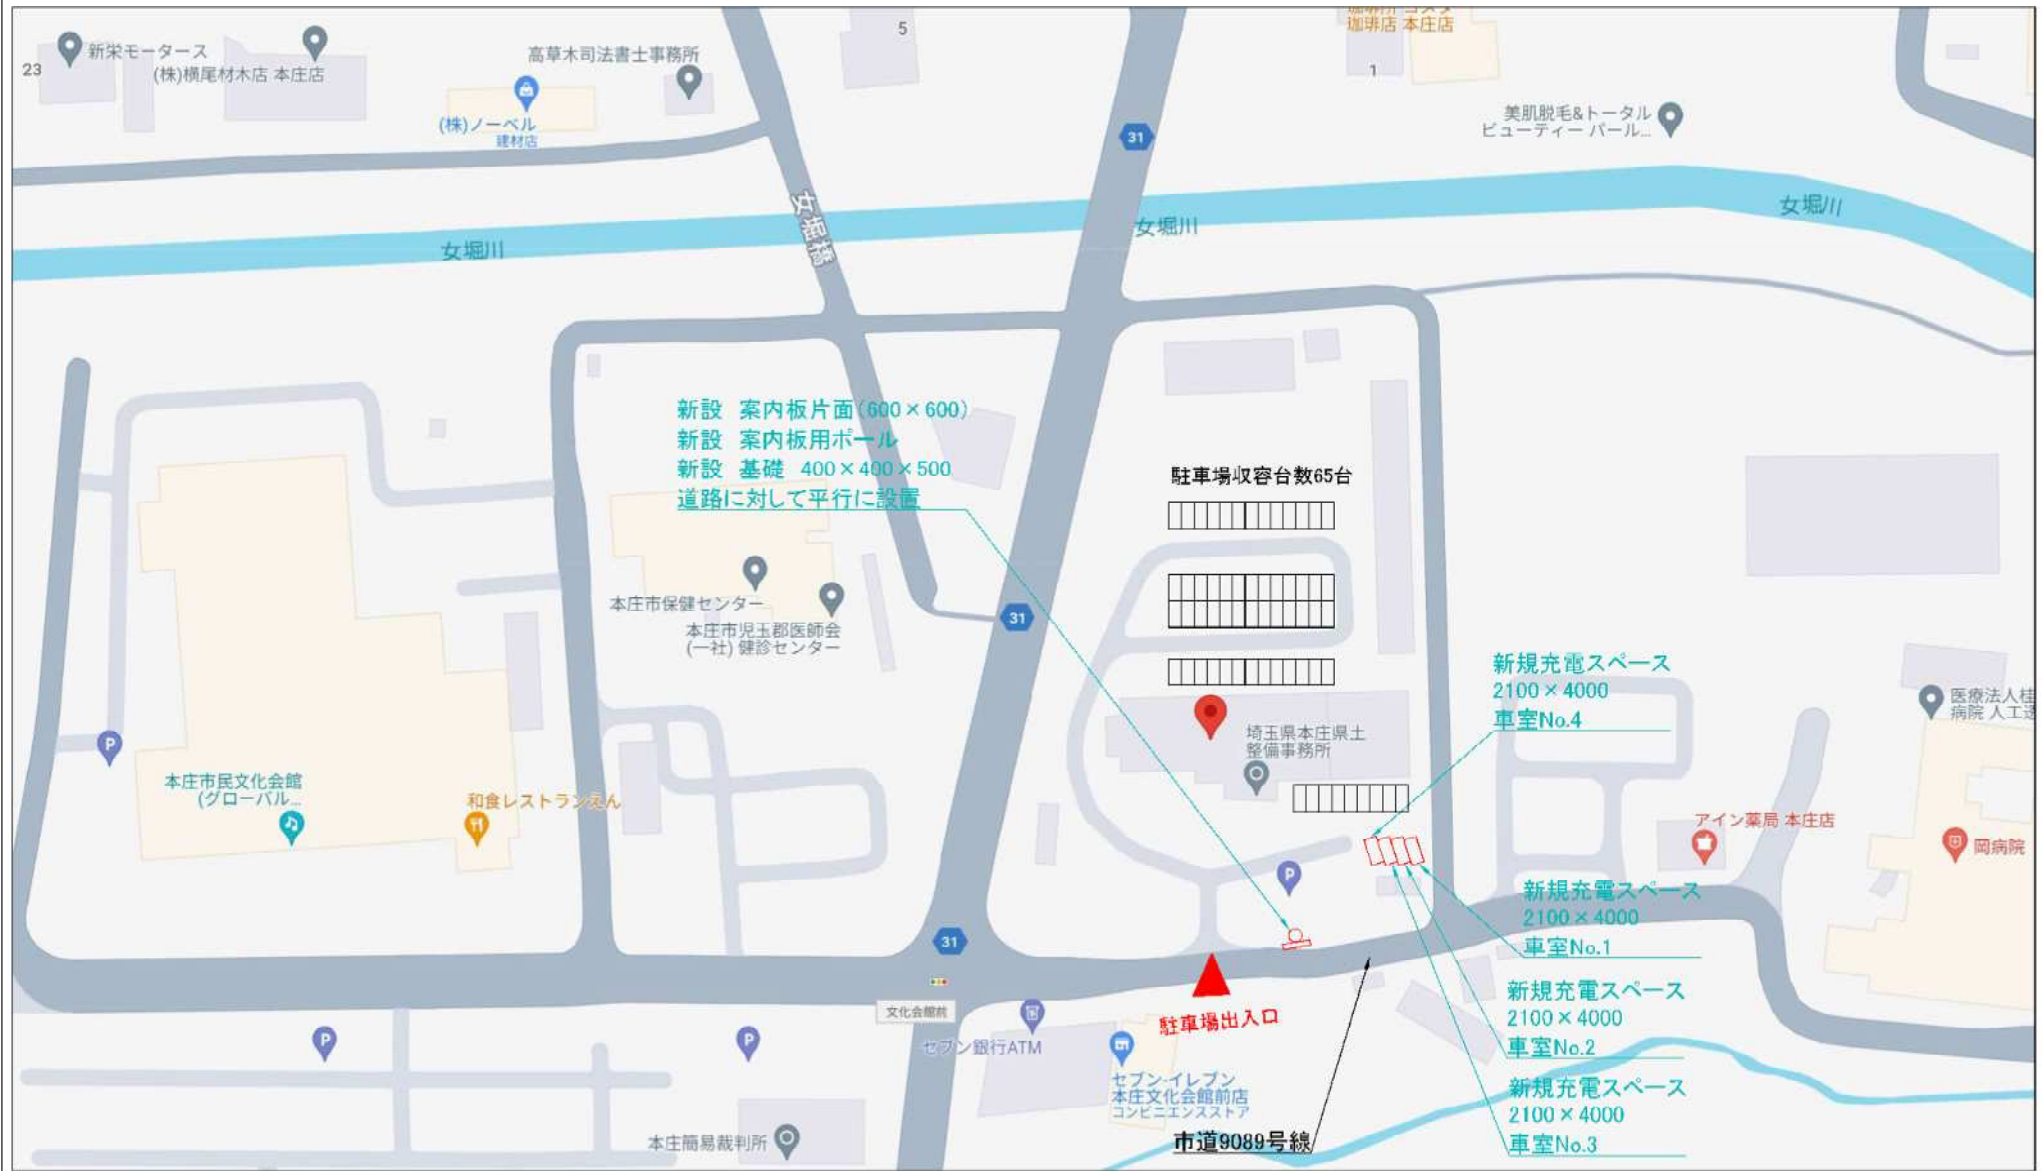 珈琲店 本庄店
新栄モータース
(株)横尾材木店 本庄店
23
高草木司法書士事務所
5
1
(株)ノーベル
建材店
31
美肌脱毛&トータル
ビューティー パール...
女堀橋
女堀川
女堀川
女堀川
新設 案内板片面(600×600)
新設 案内板用ポール
新設 基礎 400×400×500
道路に対して平行に設置
駐車場収容台数65台
本庄市保健センター
本庄市児玉郡医師会
(一社) 健診センター
31
新規充電スペース
2100×4000
車室No.4
医療法人桂
病院 人工透
埼玉県本庄県土
整備事務所
P
本庄市民文化会館
(グローバル...
和食レストランえん
アイン薬局 本庄店
岡病院
P
新規充電スペース
2100×4000
車室No.1
31
文化会館前
駐車場出入口
新規充電スペース
2100×4000
車室No.2
P
P
セブン銀行ATM
セブン-イレブン
本庄文化会館前店
コンビニエンスストア
新規充電スペース
2100×4000
車室No.3
市道9089号線
本庄簡易裁判所